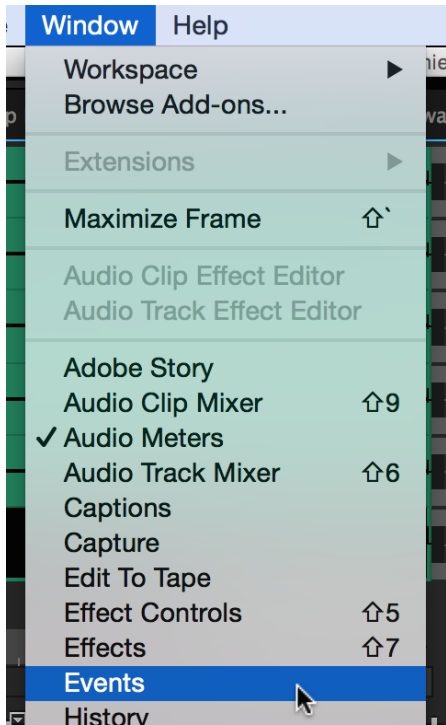 Window Help
Workspace ▶
Browse Add-ons...
Extensions ▶
Maximize Frame ⇧`
Audio Clip Effect Editor
Audio Track Effect Editor
Adobe Story
Audio Clip Mixer ⇧9
✓ Audio Meters
Audio Track Mixer ⇧6
Captions
Capture
Edit To Tape
Effect Controls ⇧5
Effects ⇧7
Events
History